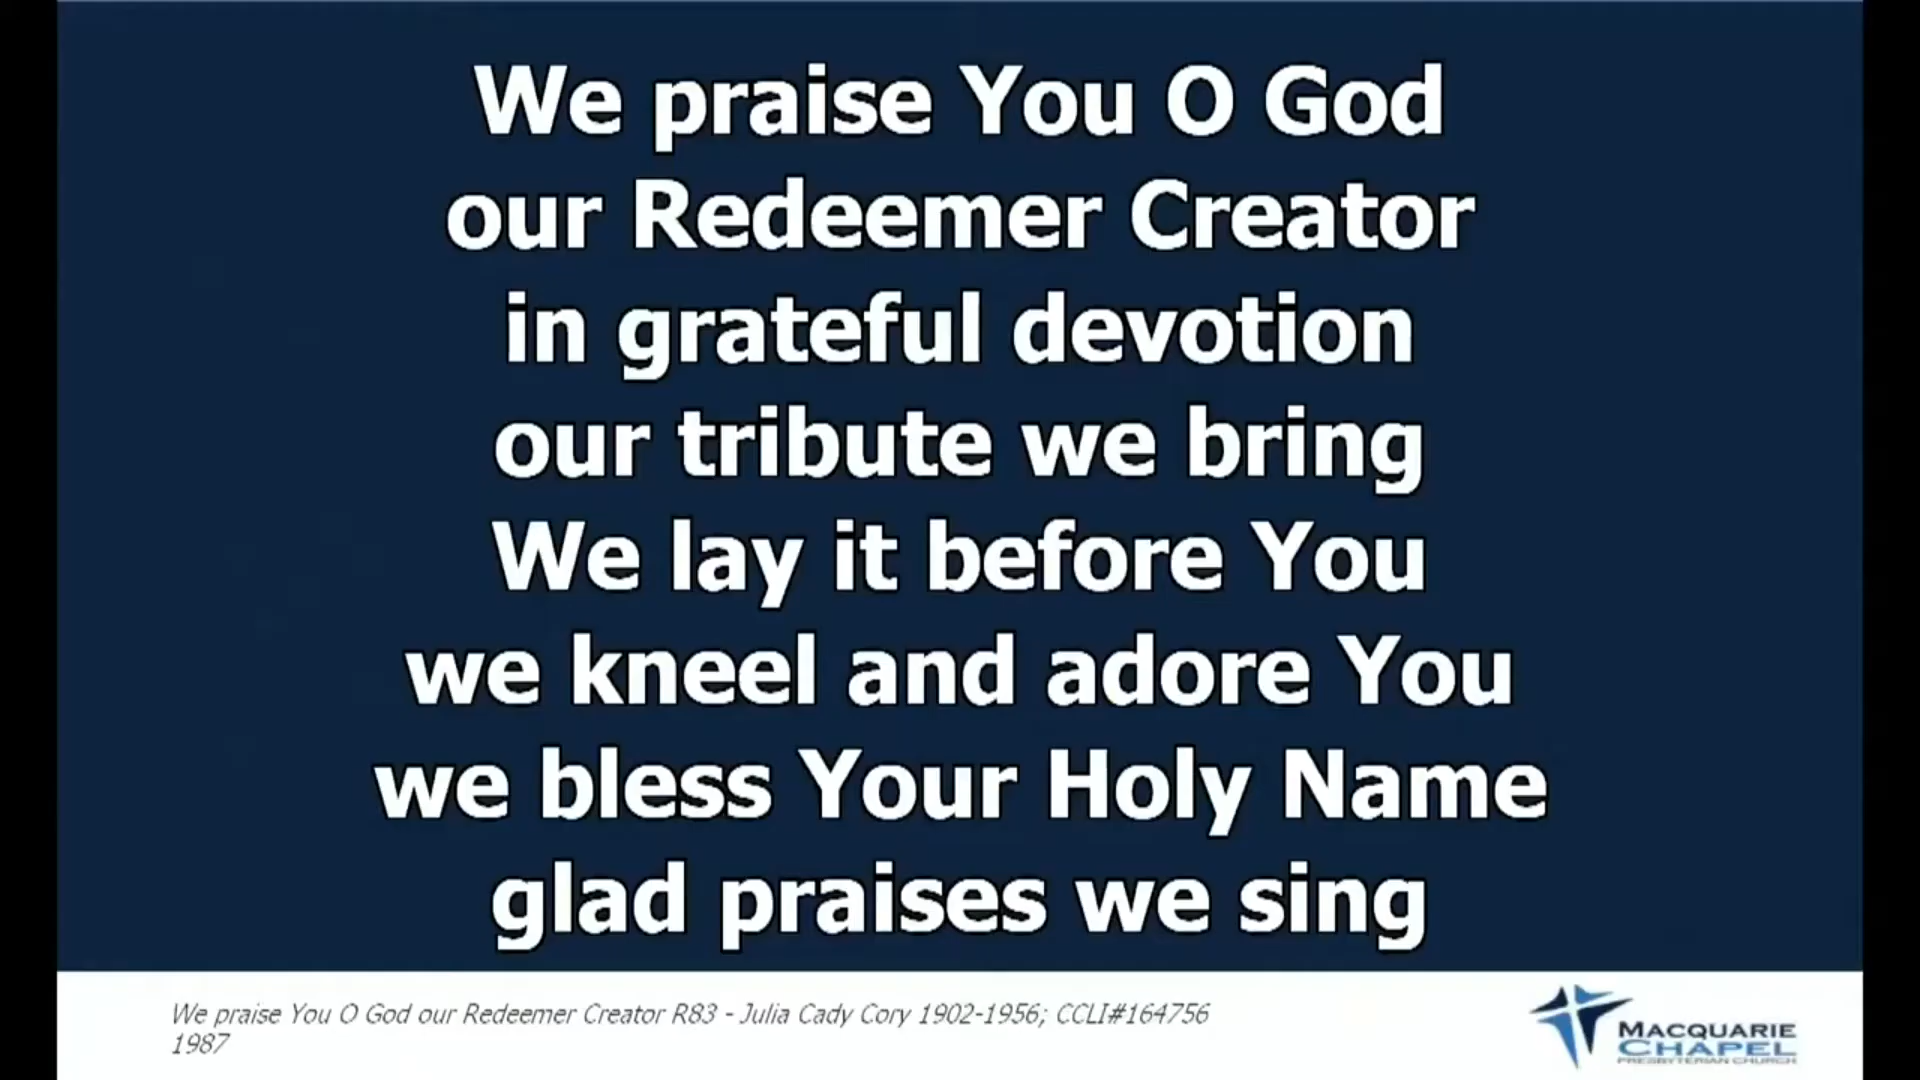 We praise You O God
our Redeemer Creator
in grateful devotion
our tribute we bring
We lay it before You
we kneel and adore You
we bless Your Holy Name
glad praises we sing
We praise You O God our Redeemer Creator R83 - Julia Cady Cory 1902-1956; CCLI#164756
1987
MACQUARIE
CHAPEL
PRESBYTERIAN CHURCH